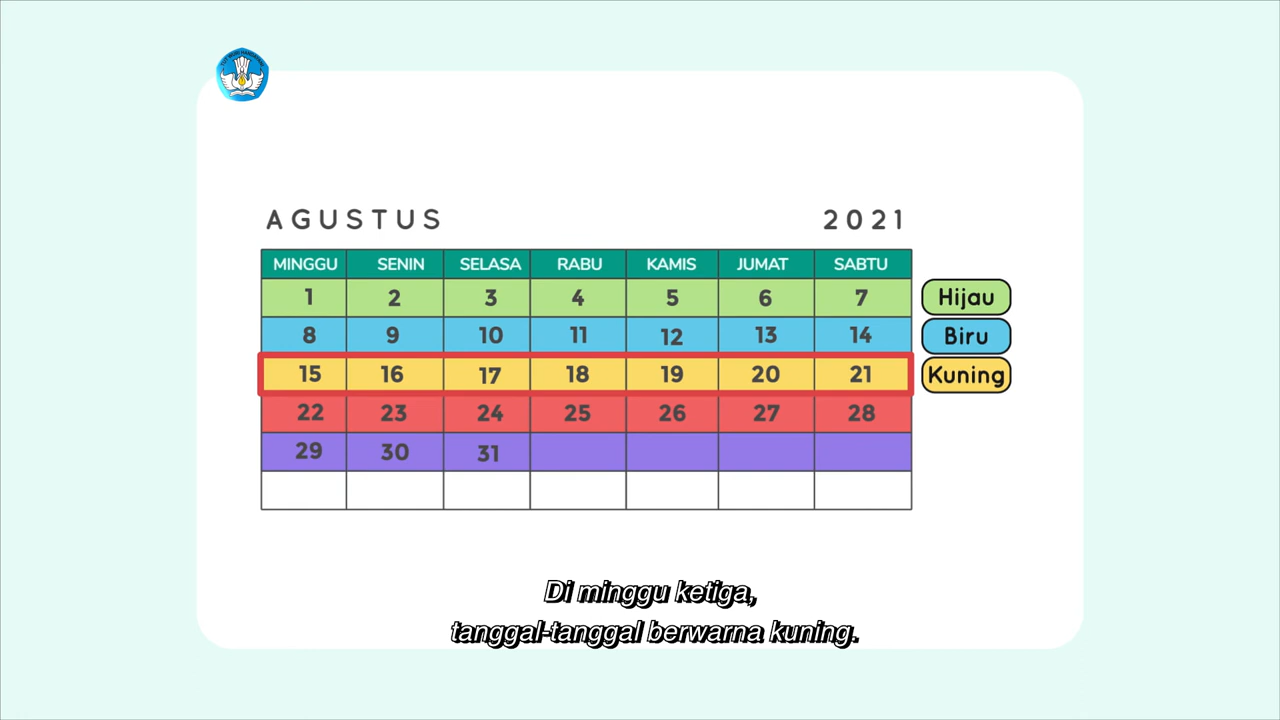 AGUSTUS 2021
MINGGU SENIN SELASA RABU KAMIS JUMAT SABTU
1 2 3 4 5 6 7 Hijau
8 9 10 11 12 13 14 Biru
15 16 17 18 19 20 21 Kuning
22 23 24 25 26 27 28
29 30 31
Di minggu ketiga,
tanggal-tanggal berwarna kuning.